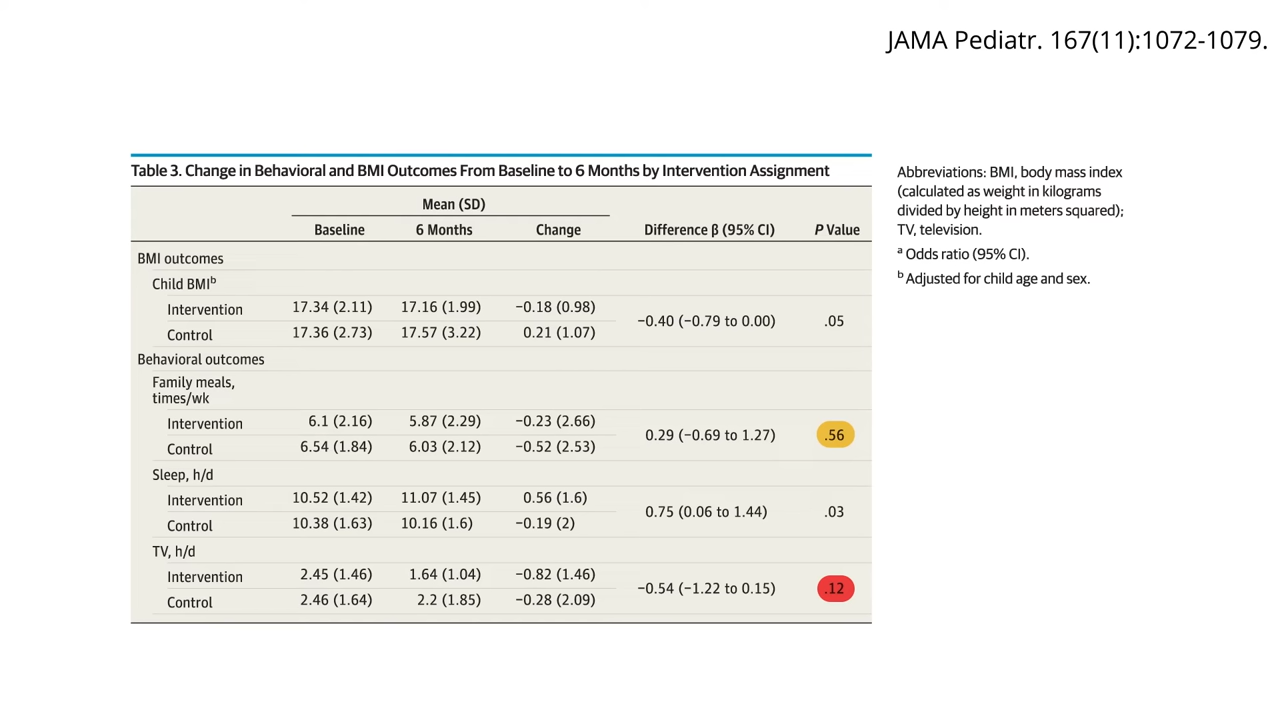 JAMA Pediatr. 167(11):1072-1079.
Table 3. Change in Behavioral and BMI Outcomes From Baseline to 6 Months by Intervention Assignment
Mean (SD)
Baseline 6 Months Change Difference β (95% CI) P Value
BMI outcomes
Child BMIᵇ
Intervention 17.34 (2.11) 17.16 (1.99) −0.18 (0.98)
−0.40 (−0.79 to 0.00) .05
Control 17.36 (2.73) 17.57 (3.22) 0.21 (1.07)
Behavioral outcomes
Family meals,
times/wk
Intervention 6.1 (2.16) 5.87 (2.29) −0.23 (2.66)
0.29 (−0.69 to 1.27) .56
Control 6.54 (1.84) 6.03 (2.12) −0.52 (2.53)
Sleep, h/d
Intervention 10.52 (1.42) 11.07 (1.45) 0.56 (1.6)
0.75 (0.06 to 1.44) .03
Control 10.38 (1.63) 10.16 (1.6) −0.19 (2)
TV, h/d
Intervention 2.45 (1.46) 1.64 (1.04) −0.82 (1.46)
−0.54 (−1.22 to 0.15) .12
Control 2.46 (1.64) 2.2 (1.85) −0.28 (2.09)
Abbreviations: BMI, body mass index
(calculated as weight in kilograms
divided by height in meters squared);
TV, television.
ᵃ Odds ratio (95% CI).
ᵇ Adjusted for child age and sex.